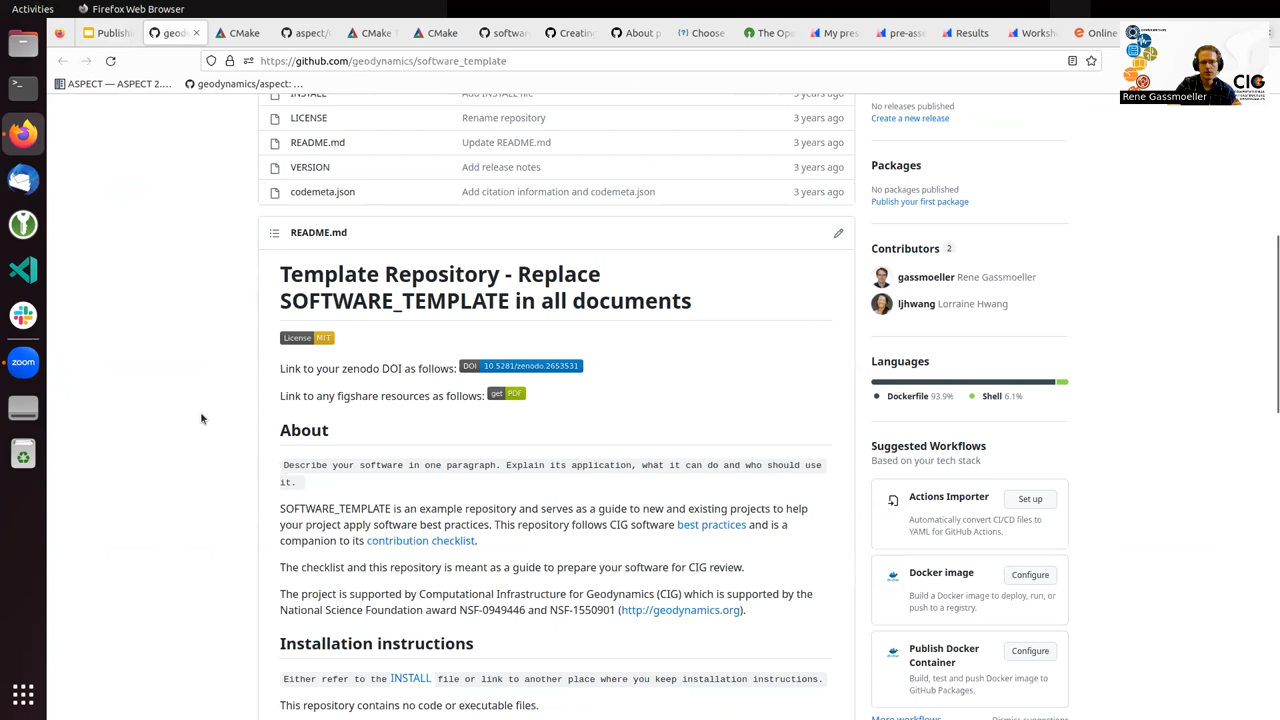 Activities
Firefox Web Browser
Publish
geod
CMake
aspect/
CMake T
CMake
softwar
Creatin
About p
Choose
The Ope
My pres
pre-asse
Results
Worksh
Online
https://github.com/geodynamics/software_template
ASPECT — ASPECT 2....
geodynamics/aspect: ...
Rene Gassmoeller
CIG
INSTALL
Add INSTALL file
3 years ago
LICENSE
Rename repository
3 years ago
README.md
Update README.md
3 years ago
VERSION
Add release notes
3 years ago
codemeta.json
Add citation information and codemeta.json
3 years ago
README.md
Template Repository - Replace
SOFTWARE_TEMPLATE in all documents
License MIT
Link to your zenodo DOI as follows: DOI 10.5281/zenodo.2653531
Link to any figshare resources as follows: get PDF
About
Describe your software in one paragraph. Explain its application, what it can do and who should use
it.
SOFTWARE_TEMPLATE is an example repository and serves as a guide to new and existing projects to help
your project apply software best practices. This repository follows CIG software best practices and is a
companion to its contribution checklist.
The checklist and this repository is meant as a guide to prepare your software for CIG review.
The project is supported by Computational Infrastructure for Geodynamics (CIG) which is supported by the
National Science Foundation award NSF-0949446 and NSF-1550901 (http://geodynamics.org).
Installation instructions
Either refer to the INSTALL file or link to another place where you keep installation instructions.
This repository contains no code or executable files.
No releases published
Create a new release
Packages
No packages published
Publish your first package
Contributors 2
gassmoeller Rene Gassmoeller
ljhwang Lorraine Hwang
Languages
Dockerfile 93.9%
Shell 6.1%
Suggested Workflows
Based on your tech stack
Actions Importer
Set up
Automatically convert CI/CD files to
YAML for GitHub Actions.
Docker image
Configure
Build a Docker image to deploy, run, or
push to a registry.
Publish Docker
Container
Configure
Build, test and push Docker image to
GitHub Packages.
More workflows
Dismiss suggestions
zoom